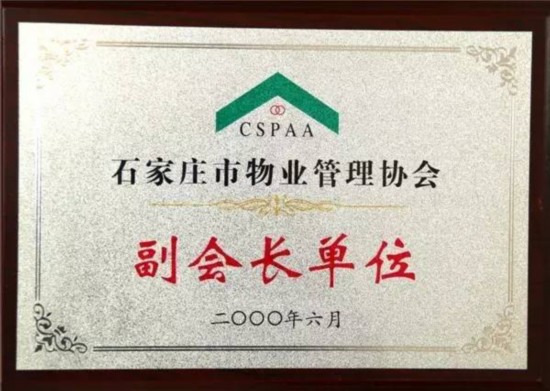 CSPAA
石家庄市物业管理协会
副会长单位
二〇〇〇年六月